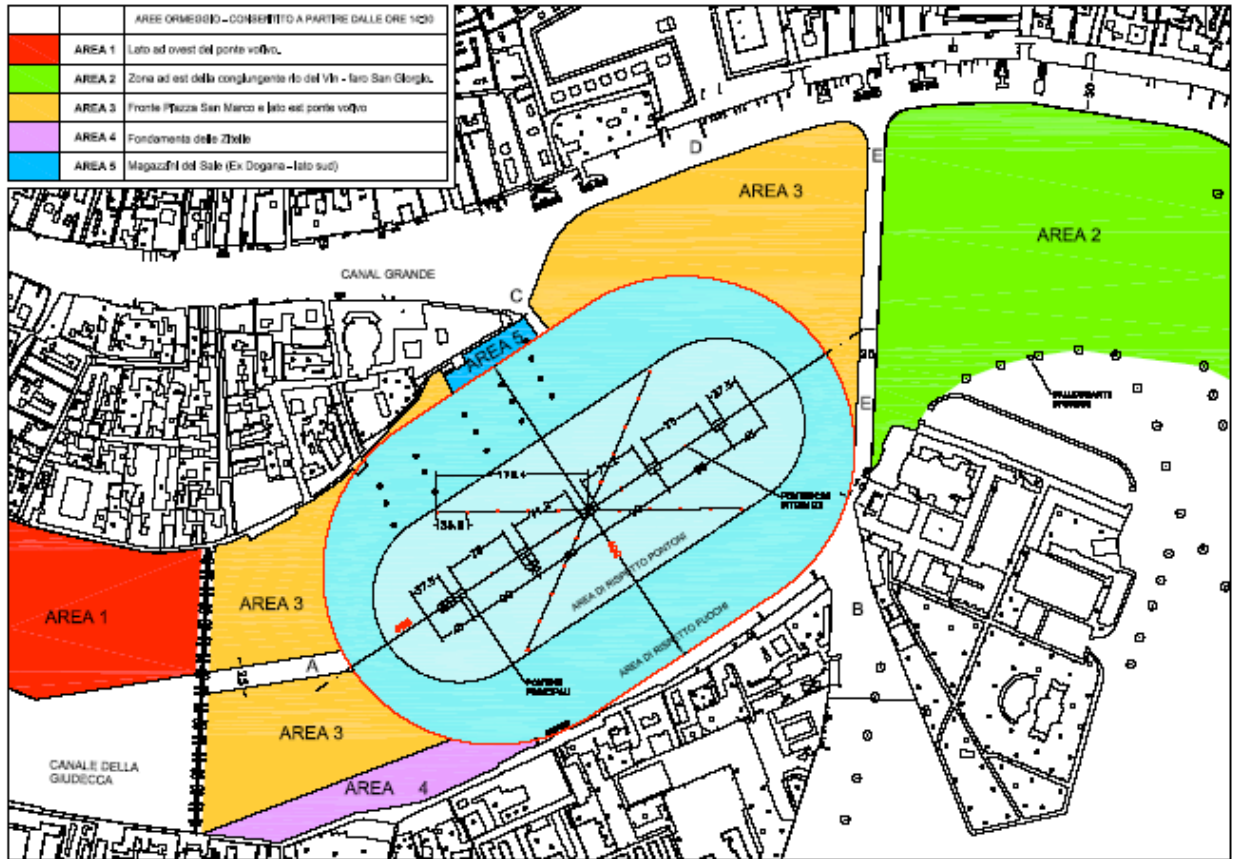 AREE ORMEGGIO - CONSENTITO A PARTIRE DALLE ORE 14:30
AREA 1 Lato ad ovest del ponte votivo.
AREA 2 Zona ad est della congiungente rio del Vin - faro San Giorgio.
AREA 3 Fronte Piazza San Marco e lato est ponte votivo
AREA 4 Fondamenta delle Zitelle
AREA 5 Magazzini del Sale (Ex Dogana - lato sud)
D
E
AREA 3
AREA 2
CANAL GRANDE
C
AREA 5
E
AREA DI RISPETTO PONTONI
AREA DI RISPETTO FUOCHI
B
AREA 1
AREA 3
A
PONTONI
PRINCIPALI
AREA 3
CANALE DELLA
GIUDECCA
AREA 4